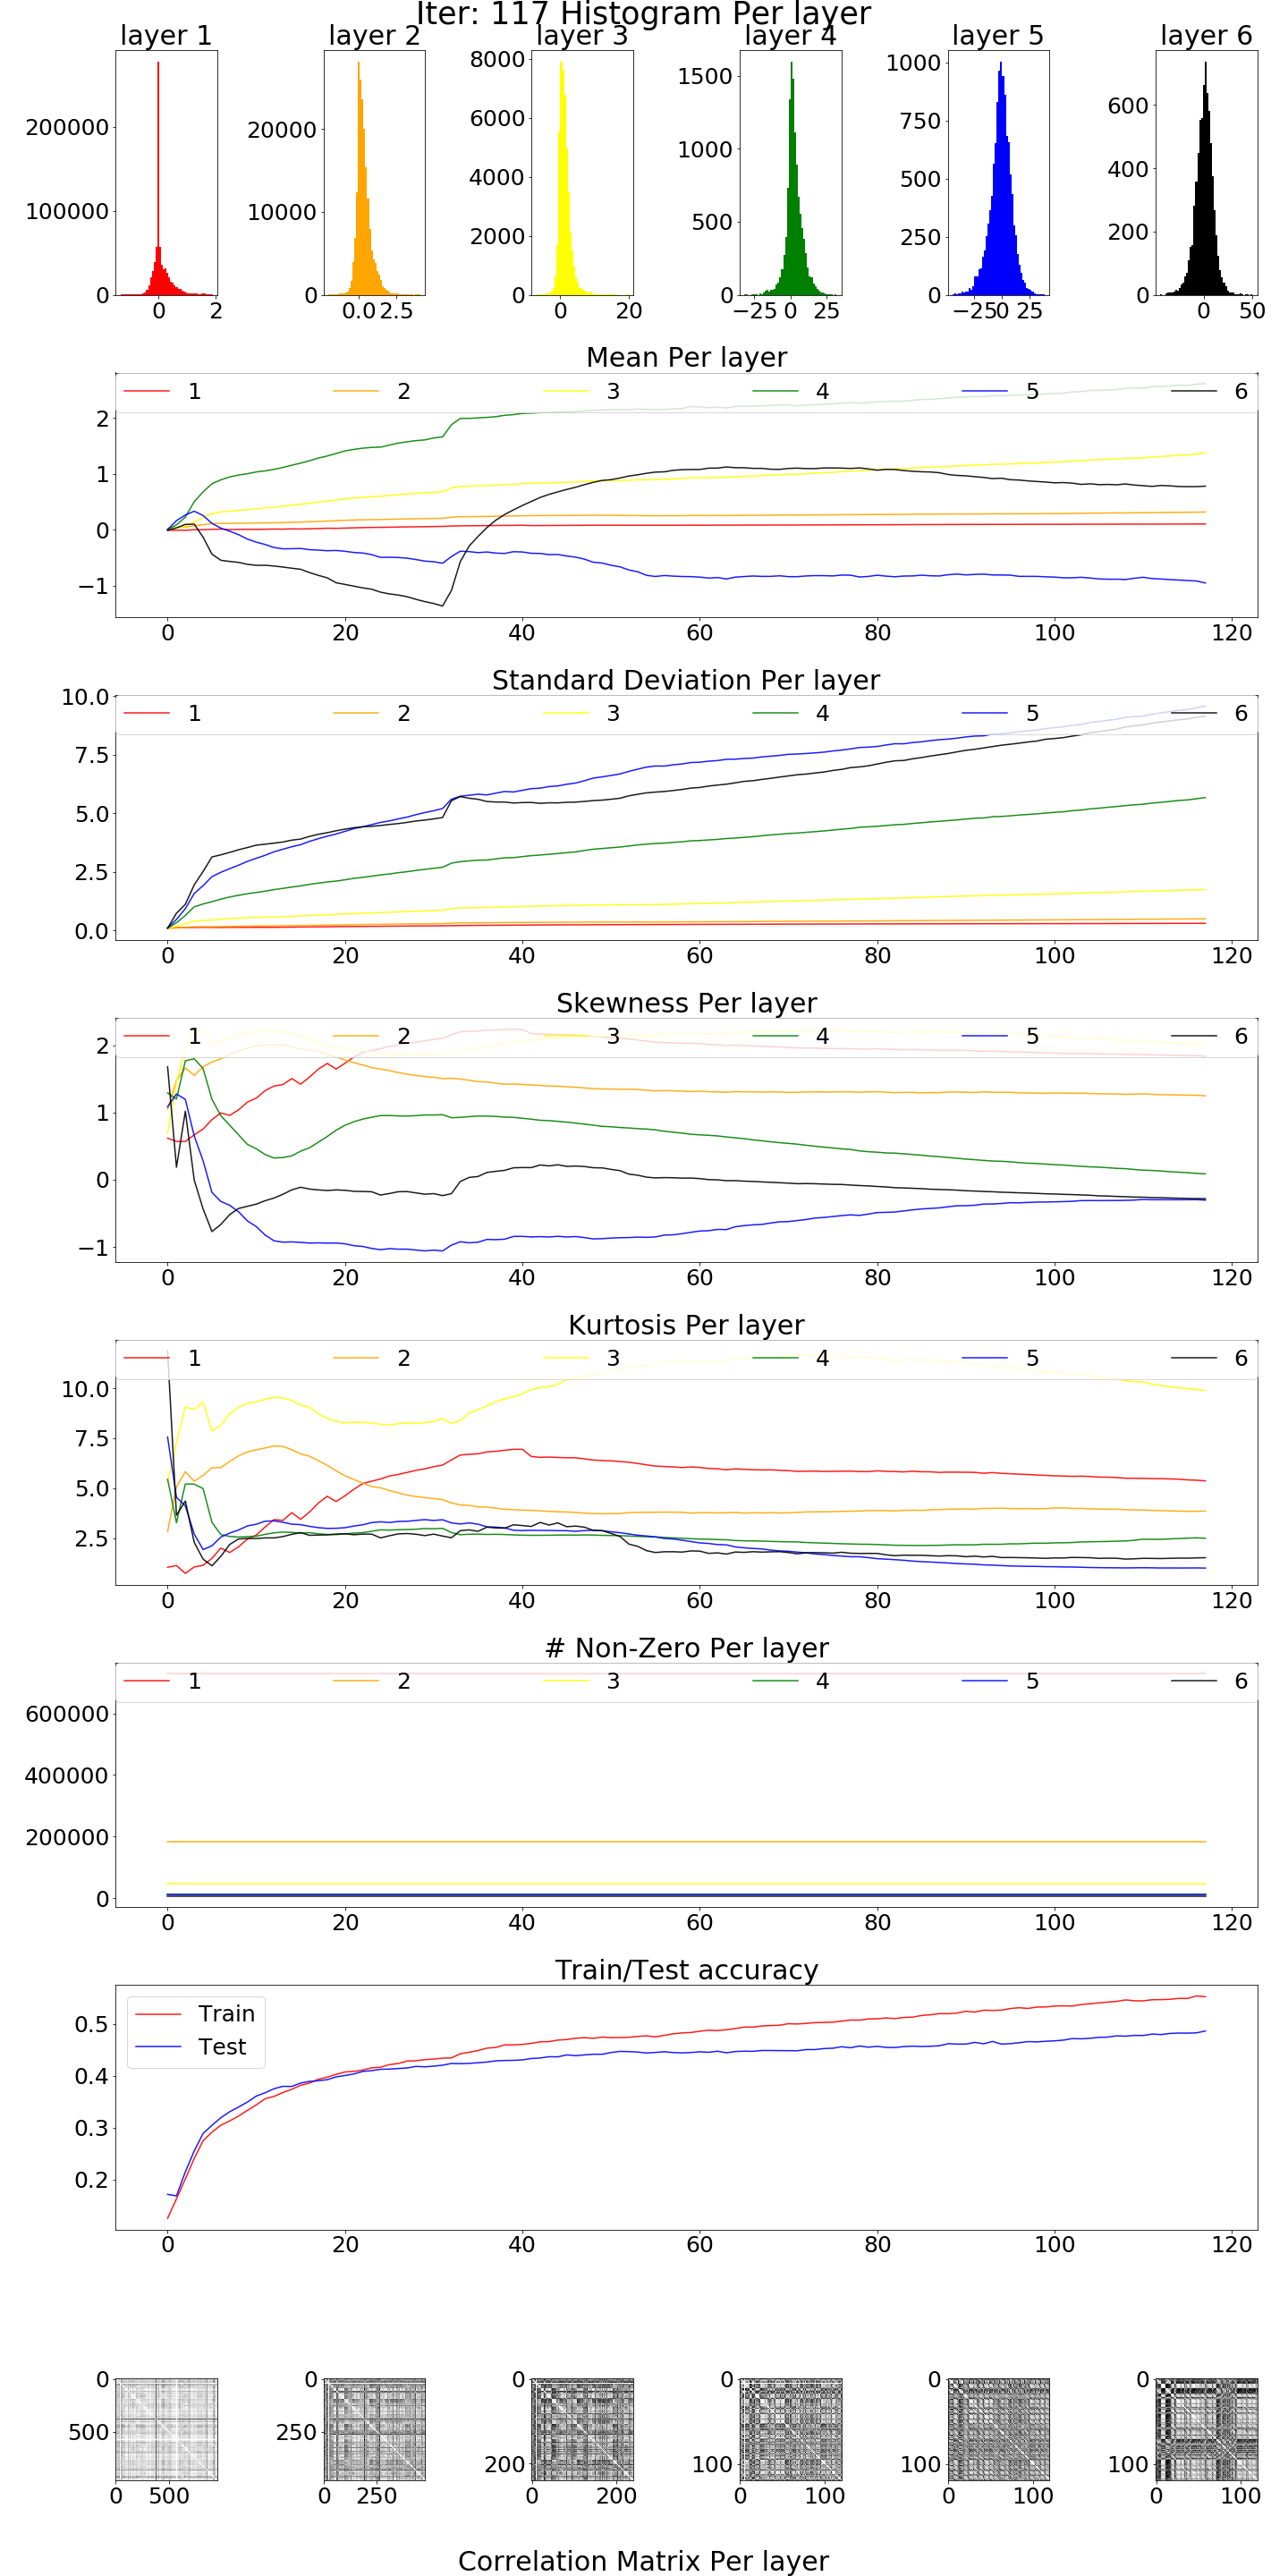 Iter: 117 Histogram Per layer
layer 1 layer 2 layer 3 layer 4 layer 5 layer 6
200000 100000 0
0 2
20000 10000 0
0.0 2.5
8000 6000 4000 2000 0
0 20
1500 1000 500 0
−25 0 25
1000 750 500 250 0
−25 0 25
600 400 200 0
0 50
Mean Per layer
1 2 3 4 5 6
2
1
0
−1
0 20 40 60 80 100 120
Standard Deviation Per layer
10.0
1 2 3 4 5 6
7.5
5.0
2.5
0.0
0 20 40 60 80 100 120
Skewness Per layer
1 2 3 4 5 6
2
1
0
−1
0 20 40 60 80 100 120
Kurtosis Per layer
1 2 3 4 5 6
10.0
7.5
5.0
2.5
0 20 40 60 80 100 120
# Non-Zero Per layer
1 2 3 4 5 6
600000
400000
200000
0
0 20 40 60 80 100 120
Train/Test accuracy
Train
Test
0.5
0.4
0.3
0.2
0 20 40 60 80 100 120
0 500
0 500
0 250
0 250
0 200
0 200
0 100
0 100
0 100
0 100
0 100
0 100
Correlation Matrix Per layer